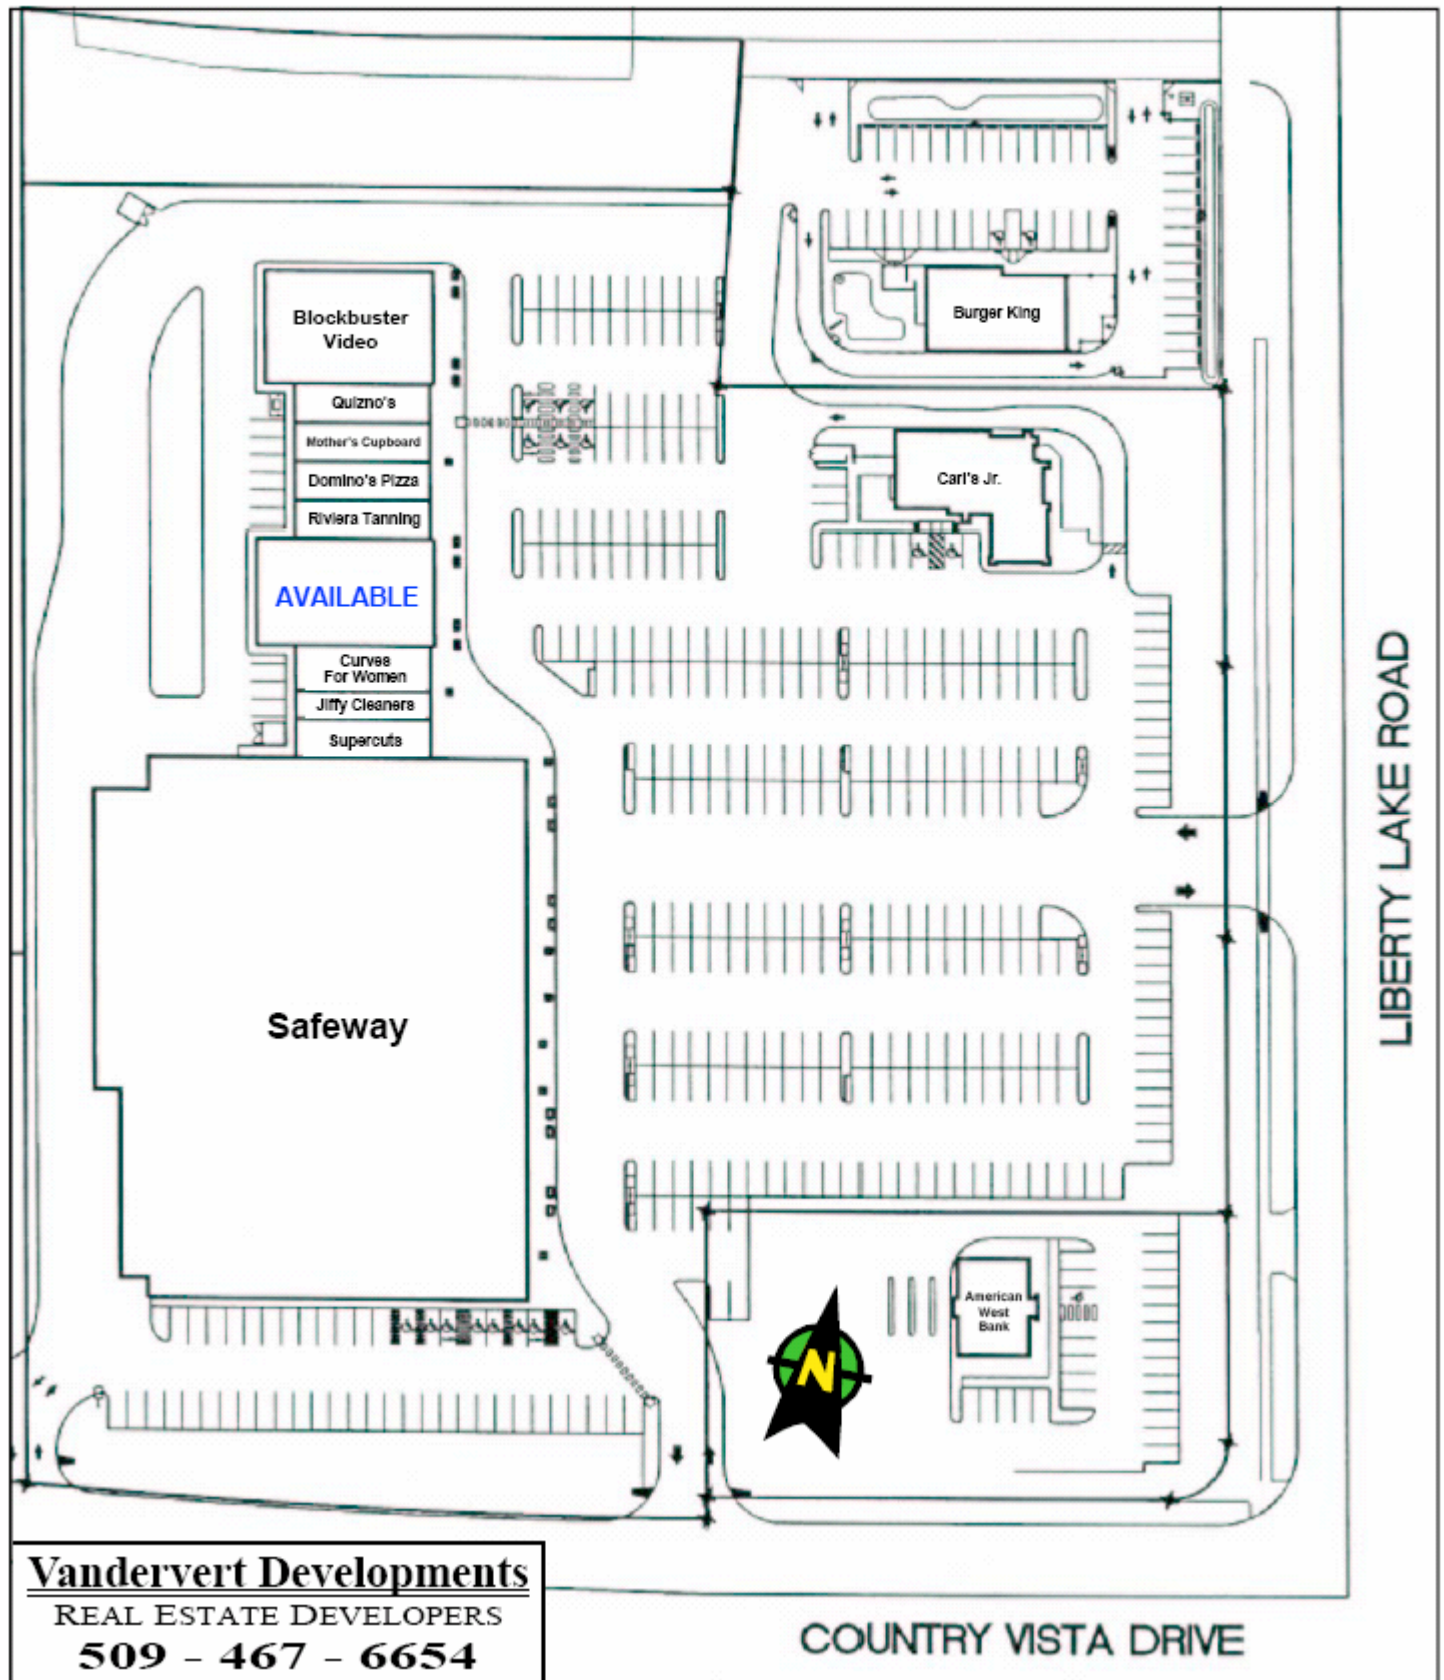 Blockbuster
Video
Quizno's
Mother's Cupboard
Domino's Pizza
Riviera Tanning
AVAILABLE
Curves
For Women
Jiffy Cleaners
Supercuts
Safeway
Burger King
Carl's Jr.
American
West
Bank
N
LIBERTY LAKE ROAD
COUNTRY VISTA DRIVE
Vandervert Developments
REAL ESTATE DEVELOPERS
509 - 467 - 6654